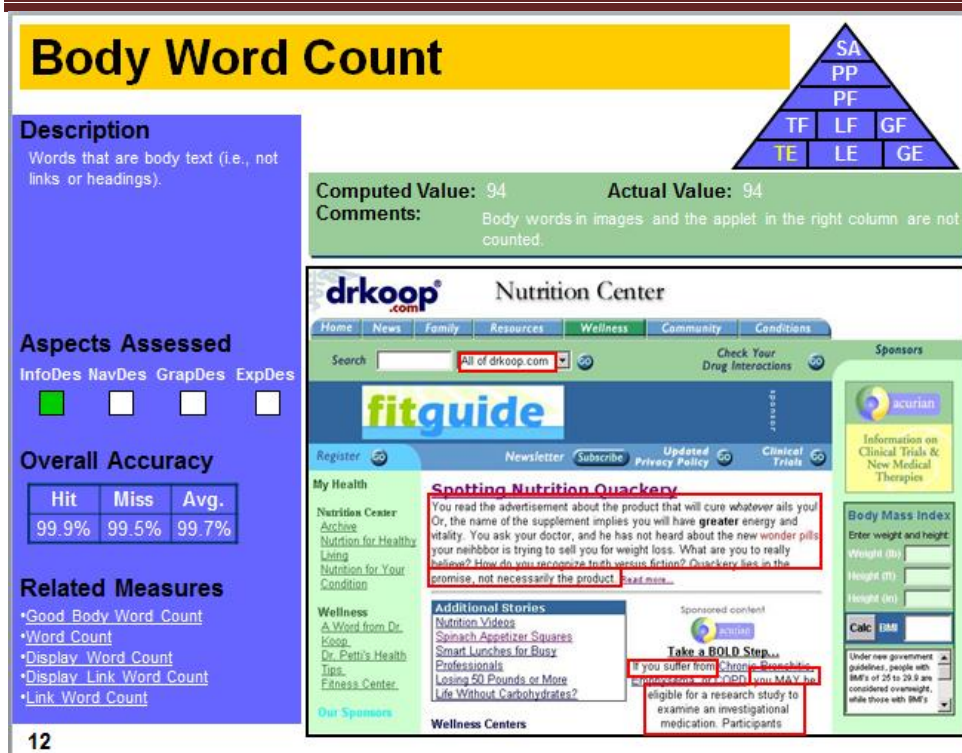 Body Word Count
SA
PP
PF
TF LF GF
TE LE GE
Description
Words that are body text (i.e., not
links or headings).
Aspects Assessed
InfoDes NavDes GrapDes ExpDes
Overall Accuracy
Hit Miss Avg.
99.9% 99.5% 99.7%
Related Measures
•Good Body Word Count
•Word Count
•Display Word Count
•Display Link Word Count
•Link Word Count
12
Computed Value: 94 Actual Value: 94
Comments: Body words in images and the applet in the right column are not
counted.
drkoop®
.com
Nutrition Center
Home News Family Resources Wellness Community Conditions
Search All of drkoop.com GO Check Your
Drug Interactions GO
Sponsors
fitguide
sponsor
Register GO Newsletter Subscribe Updated
Privacy Policy GO Clinical
Trials GO
My Health
Nutrition Center
Archive
Nutrtion for Healthy
Living
Nutntion for Your
Condition
Wellness
A Word from Dr.
Koop
Dr. Petti's Health
Tips
Fitness Center
Our Sponsors
Spotting Nutrition Quackery
You read the advertisement about the product that will cure whatever ails you!
Or, the name of the supplement implies you will have greater energy and
vitality. You ask your doctor, and he has not heard about the new wonder pills
your neihbbor is trying to sell you for weight loss. What are you to really
believe? How do you recognize truth versus fiction? Quackery lies in the
promise, not necessarily the product. Read more...
Additional Stories
Nutrition Videos
Spinach Appetizer Squares
Smart Lunches for Busy
Professionals
Losing 50 Pounds or More
Life Without Carbohydrates?
Wellness Centers
Sponsored content
acurian
Take a BOLD Step...
If you suffer from Chronic Bronchitis,
Emphysema, or COPD, you MAY be
eligible for a research study to
examine an investigational
medication. Participants
acurian
Information on
Clinical Trials &
New Medical
Therapies
Body Mass Index
Enter weight and height:
Weight (lb)
Height (ft)
Height (in)
Calc BMI
Under new government
guidelines, people with
BMI's of 25 to 29.9 are
considered overweight,
while those with BMI's